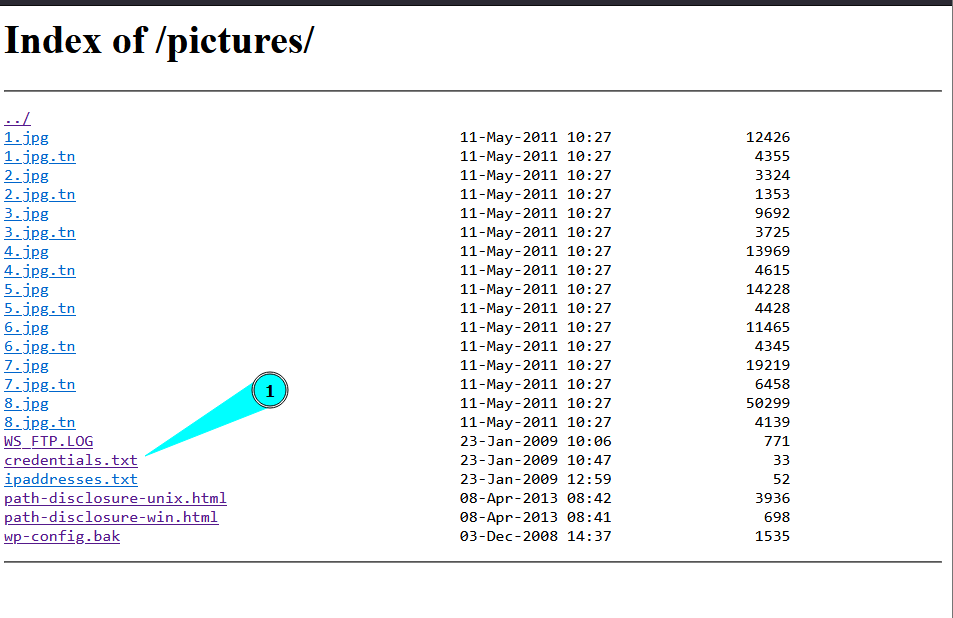 Index of /pictures/
../
1.jpg 11-May-2011 10:27 12426
1.jpg.tn 11-May-2011 10:27 4355
2.jpg 11-May-2011 10:27 3324
2.jpg.tn 11-May-2011 10:27 1353
3.jpg 11-May-2011 10:27 9692
3.jpg.tn 11-May-2011 10:27 3725
4.jpg 11-May-2011 10:27 13969
4.jpg.tn 11-May-2011 10:27 4615
5.jpg 11-May-2011 10:27 14228
5.jpg.tn 11-May-2011 10:27 4428
6.jpg 11-May-2011 10:27 11465
6.jpg.tn 11-May-2011 10:27 4345
7.jpg 11-May-2011 10:27 19219
7.jpg.tn 11-May-2011 10:27 6458
1
8.jpg 11-May-2011 10:27 50299
8.jpg.tn 11-May-2011 10:27 4139
WS_FTP.LOG 23-Jan-2009 10:06 771
credentials.txt 23-Jan-2009 10:47 33
ipaddresses.txt 23-Jan-2009 12:59 52
path-disclosure-unix.html 08-Apr-2013 08:42 3936
path-disclosure-win.html 08-Apr-2013 08:41 698
wp-config.bak 03-Dec-2008 14:37 1535